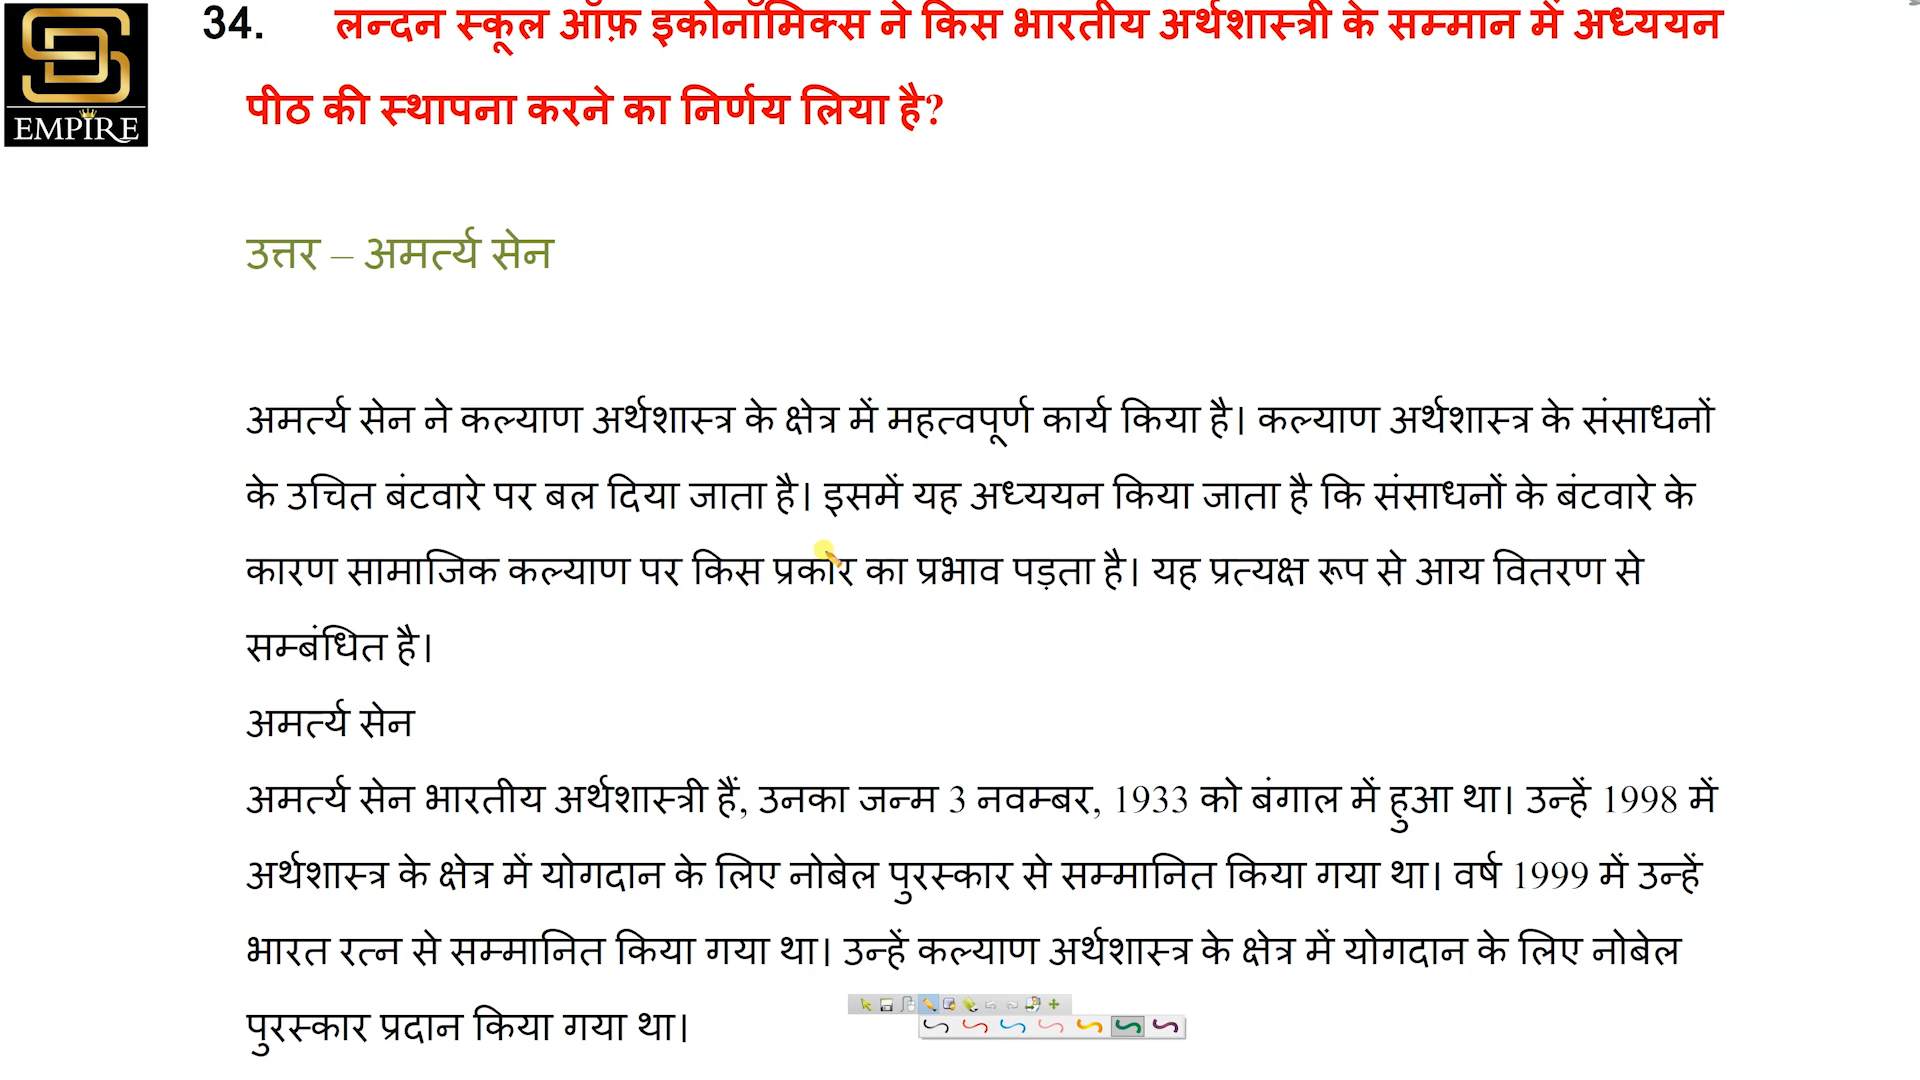 34. लन्दन स्कूल ऑफ़ इकोनॉमिक्स ने किस भारतीय अर्थशास्त्री के सम्मान में अध्ययन
पीठ की स्थापना करने का निर्णय लिया है?
EMPIRE
उत्तर – अमर्त्य सेन
अमर्त्य सेन ने कल्याण अर्थशास्त्र के क्षेत्र में महत्वपूर्ण कार्य किया है। कल्याण अर्थशास्त्र के संसाधनों
के उचित बंटवारे पर बल दिया जाता है। इसमें यह अध्ययन किया जाता है कि संसाधनों के बंटवारे के
कारण सामाजिक कल्याण पर किस प्रकार का प्रभाव पड़ता है। यह प्रत्यक्ष रूप से आय वितरण से
सम्बंधित है।
अमर्त्य सेन
अमर्त्य सेन भारतीय अर्थशास्त्री हैं, उनका जन्म 3 नवम्बर, 1933 को बंगाल में हुआ था। उन्हें 1998 में
अर्थशास्त्र के क्षेत्र में योगदान के लिए नोबेल पुरस्कार से सम्मानित किया गया था। वर्ष 1999 में उन्हें
भारत रत्न से सम्मानित किया गया था। उन्हें कल्याण अर्थशास्त्र के क्षेत्र में योगदान के लिए नोबेल
पुरस्कार प्रदान किया गया था।